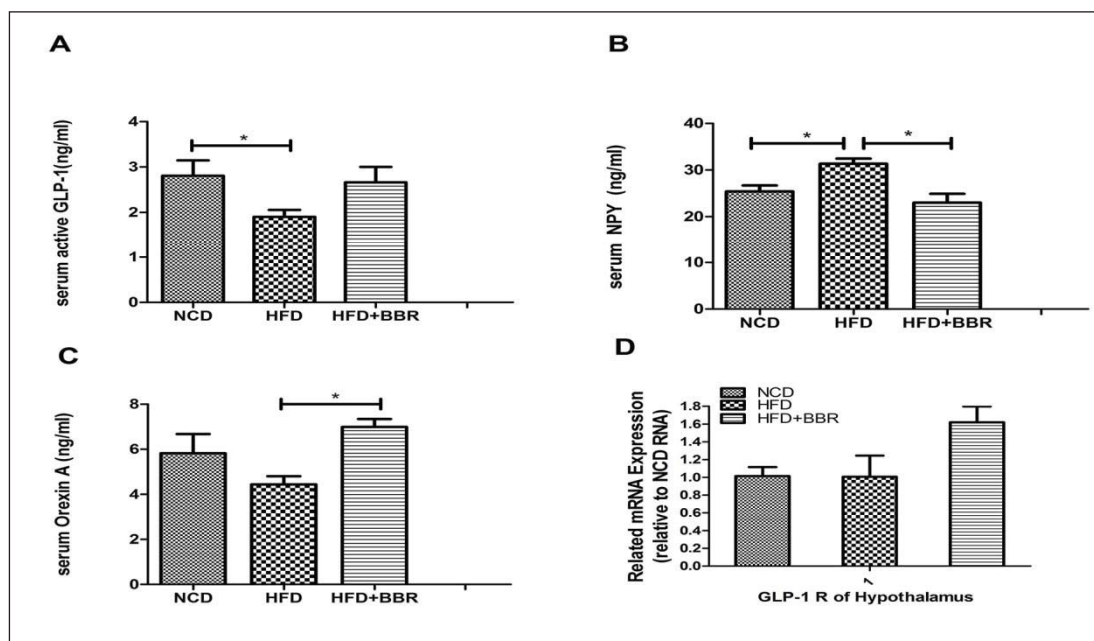 A
serum active GLP-1(ng/ml)
4
3
2
1
0
*
NCD HFD HFD+BBR
B
serum NPY (ng/ml)
40
30
20
10
0
* *
NCD HFD HFD+BBR
C
serum Orexin A (ng/ml)
8
6
4
2
0
*
NCD HFD HFD+BBR
D
NCD
HFD
HFD+BBR
Related mRNA Expression
(relative to NCD RNA)
1.8
1.6
1.4
1.2
1.0
0.8
0.6
0.4
0.2
0.0
GLP-1 R of Hypothalamus